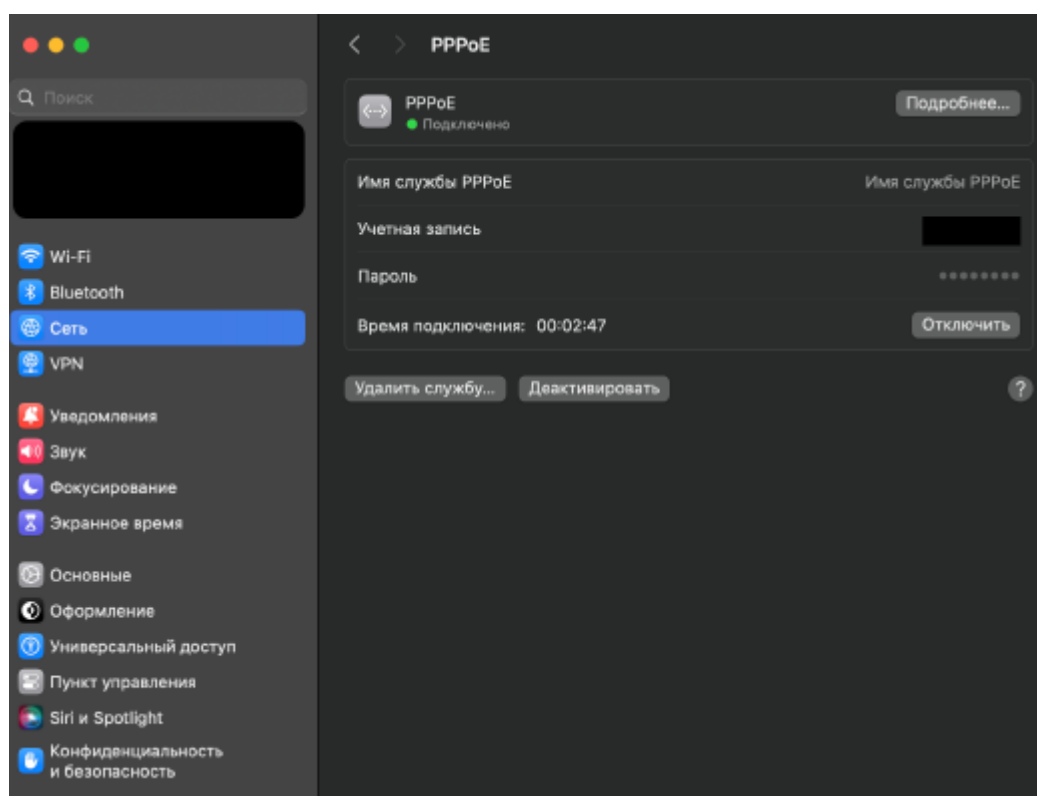 PPPoE
Поиск
PPPoE
Подробнее...
Подключено
Имя службы PPPoE
Имя службы PPPoE
Учетная запись
Пароль
Время подключения: 00:02:47
Отключить
Удалить службу...
Деактивировать
?
Wi-Fi
Bluetooth
Сеть
VPN
Уведомления
Звук
Фокусирование
Экранное время
Основные
Оформление
Универсальный доступ
Пункт управления
Siri и Spotlight
Конфиденциальность
и безопасность